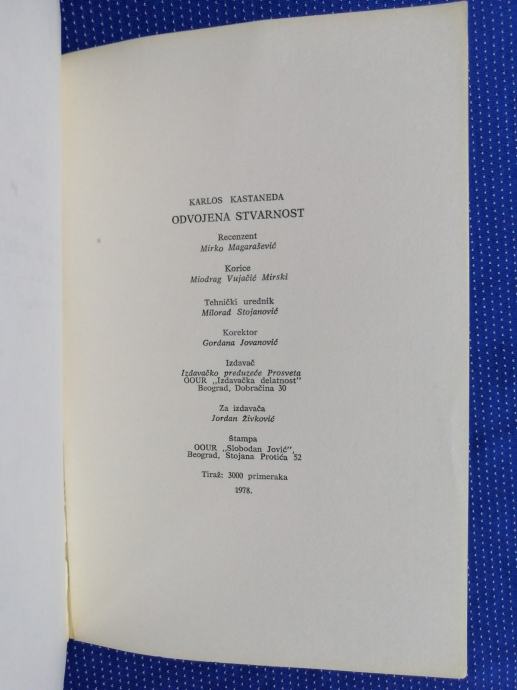 KARLOS KASTANEDA
ODVOJENA STVARNOST
Recenzent
Mirko Magarašević
Korice
Miodrag Vujačić Mirski
Tehnički urednik
Milorad Stojanović
Korektor
Gordana Jovanović
Izdavač
Izdavačko preduzeće Prosveta
OOUR „Izdavačka delatnost"
Beograd, Dobračina 30
Za izdavača
Jordan Živković
Štampa
OOUR „Slobodan Jović",
Beograd, Stojana Protića 52
Tiraž: 3000 primeraka
1978.